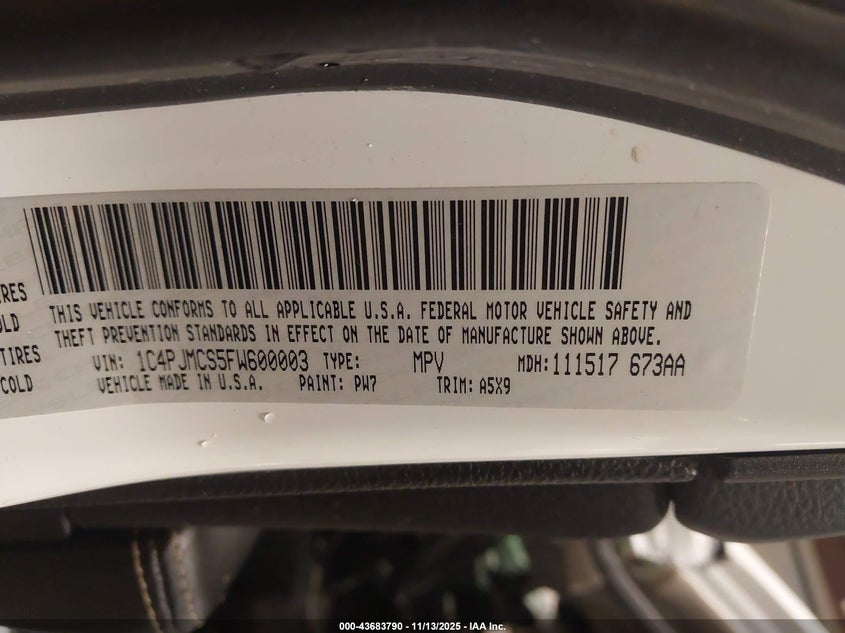 THIS VEHICLE CONFORMS TO ALL APPLICABLE U.S.A. FEDERAL MOTOR VEHICLE SAFETY AND
THEFT PREVENTION STANDARDS IN EFFECT ON THE DATE OF MANUFACTURE SHOWN ABOVE.
VIN: 1C4PJMCS5FW600003 TYPE: MPV MDH: 111517 673AA
VEHICLE MADE IN U.S.A. PAINT: PW7 TRIM: A5X9
TIRES
COLD
000-43683790 - 11/13/2025 - IAA Inc.